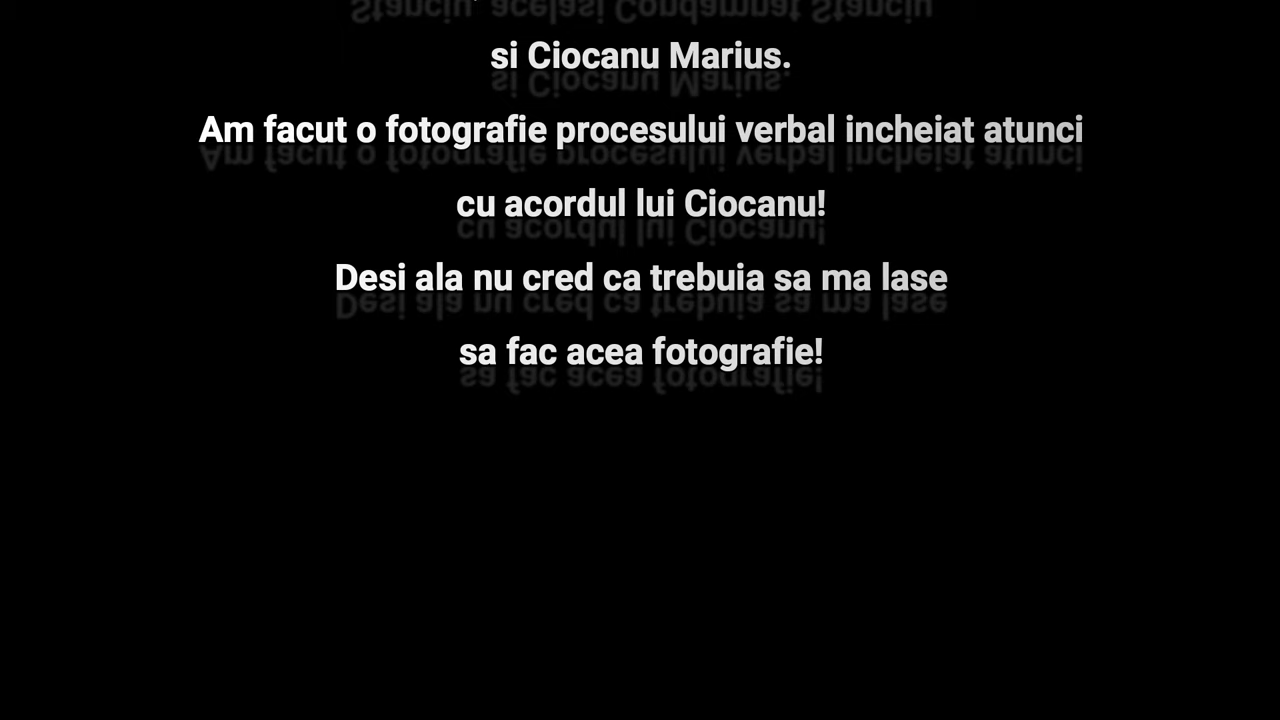 si Ciocanu Marius.
Am facut o fotografie procesului verbal incheiat atunci
cu acordul lui Ciocanu!
Desi ala nu cred ca trebuia sa ma lase
sa fac acea fotografie!